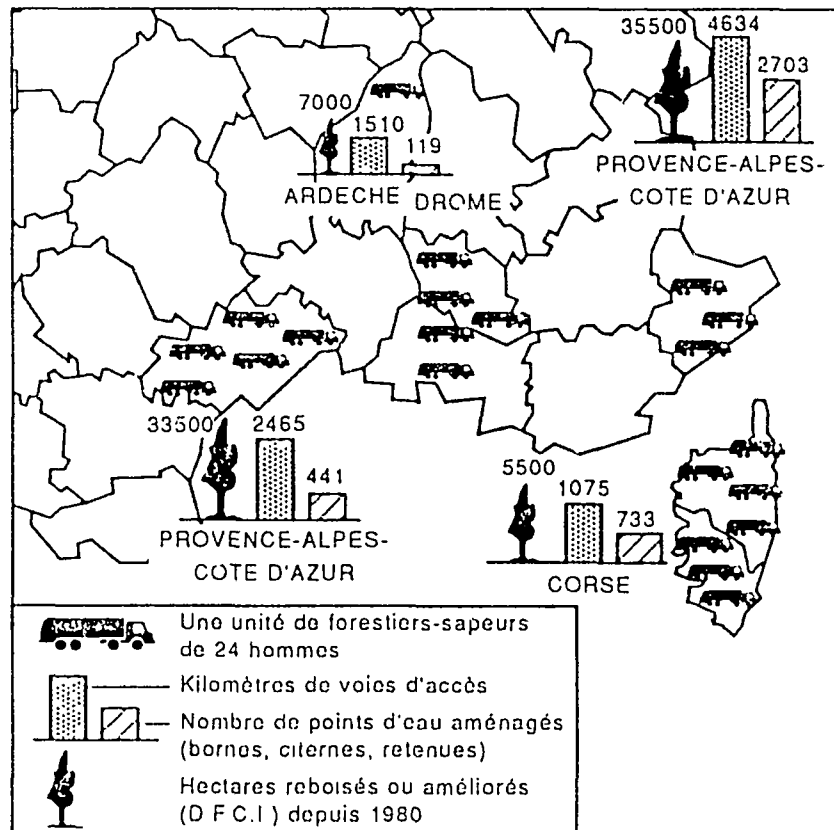 35500 4634
2703
PROVENCE-ALPES-
COTE D'AZUR
7000
1510
119
ARDECHE DROME
33500 2465
441
PROVENCE-ALPES-
COTE D'AZUR
5500
1075
733
CORSE
Une unité de forestiers-sapeurs
de 24 hommes
Kilomètres de voies d'accès
Nombre de points d'eau aménagés
(bornes, citernes, retenues)
Hectares reboisés ou améliorés
(D F C.I ) depuis 1980